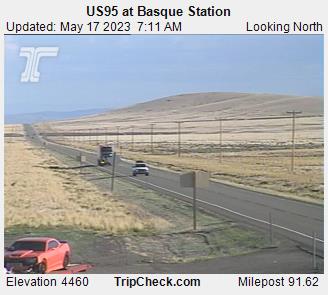 US95 at Basque Station
Updated: May 17 2023 7:11 AM Looking North
Elevation 4460 TripCheck.com Milepost 91.62